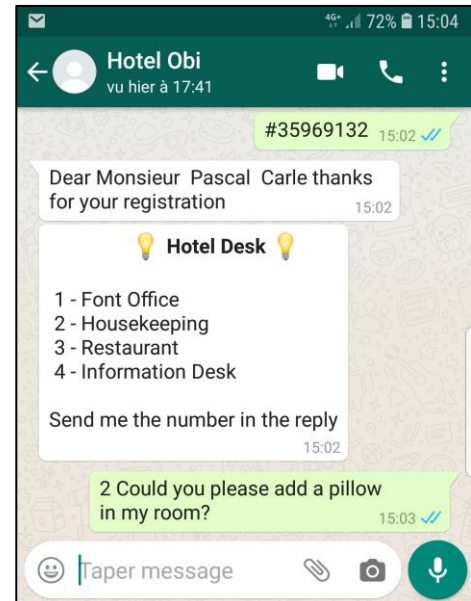 4G+ 72% 15:04
Hotel Obi
vu hier à 17:41
#35969132 15:02
Dear Monsieur Pascal Carle thanks
for your registration
15:02
Hotel Desk
1 - Font Office
2 - Housekeeping
3 - Restaurant
4 - Information Desk
Send me the number in the reply
15:02
2 Could you please add a pillow
in my room?
15:03
Taper message